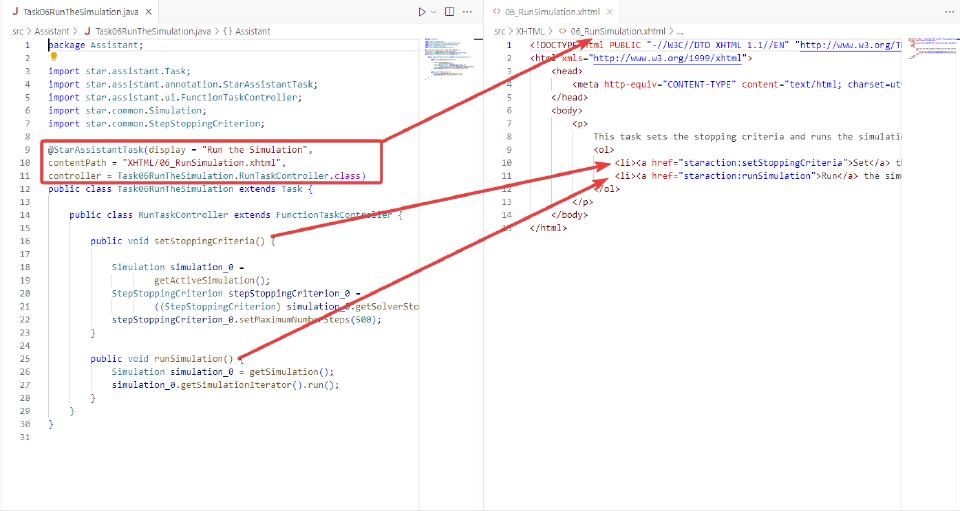 Task06RunTheSimulation.java
src > Assistant > Task06RunTheSimulation.java > {} Assistant
1 package Assistant;
2
3 import star.assistant.Task;
4 import star.assistant.annotation.StarAssistantTask;
5 import star.assistant.ui.FunctionTaskController;
6 import star.common.Simulation;
7 import star.common.StepStoppingCriterion;
8
9 @StarAssistantTask(display = "Run the Simulation",
10 contentPath = "XHTML/06_RunSimulation.xhtml",
11 controller = Task06RunTheSimulation.RunTaskController.class)
12 public class Task06RunTheSimulation extends Task {
13
14 public class RunTaskController extends FunctionTaskController {
15
16 public void setStoppingCriteria() {
17
18 Simulation simulation_0 =
19 getActiveSimulation();
20 StepStoppingCriterion stepStoppingCriterion_0 =
21 ((StepStoppingCriterion) simulation_0.getSolverSto
22 stepStoppingCriterion_0.setMaximumNumberSteps(500);
23 }
24
25 public void runSimulation() {
26 Simulation simulation_0 = getSimulation();
27 simulation_0.getSimulationIterator().run();
28 }
29 }
30 }
31
06_RunSimulation.xhtml
src > XHTML > 06_RunSimulation.xhtml > ...
1 <!DOCTYPE html PUBLIC "-//W3C//DTD XHTML 1.1//EN" "http://www.w3.org/T
2 <html xmlns="http://www.w3.org/1999/xhtml">
3 <head>
4 <meta http-equiv="CONTENT-TYPE" content="text/html; charset=ut
5 </head>
6 <body>
7 <p>
8 This task sets the stopping criteria and runs the simulati
9 <ol>
10 <li><a href="staraction:setStoppingCriteria">Set</a> th
11 <li><a href="staraction:runSimulation">Run</a> the sim
12 </ol>
13 </p>
14 </body>
15 </html>